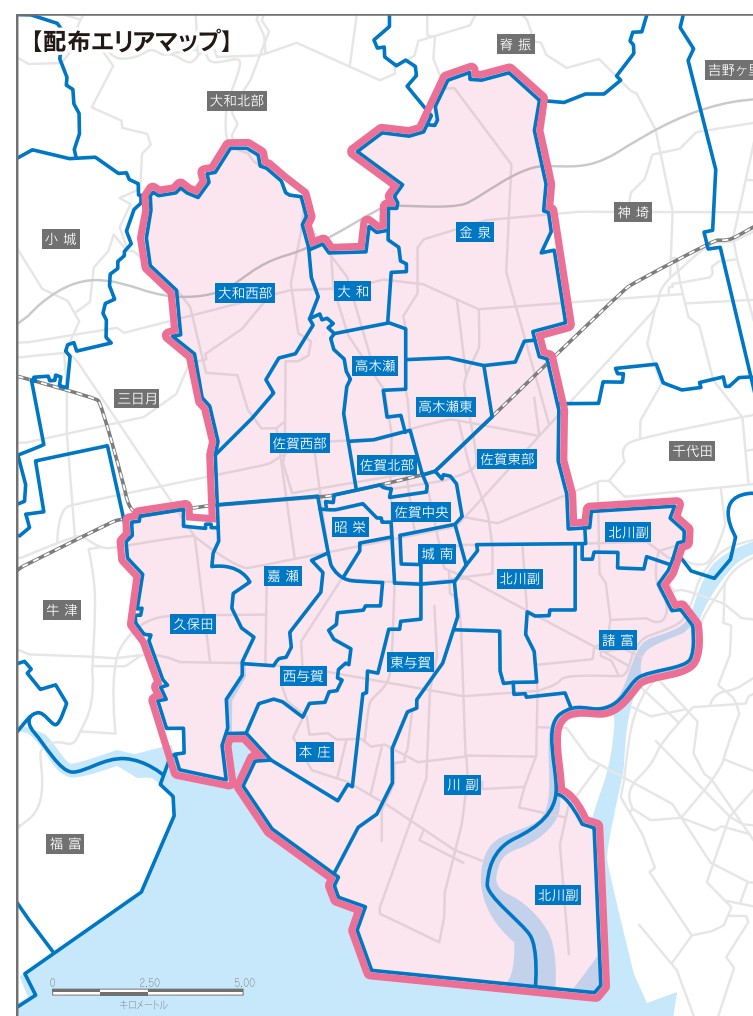 【配布エリアマップ】
脊振
吉野ヶ里
大和北部
神埼
金泉
小城
大和西部
大和
高木瀬
三日月
高木瀬東
佐賀西部
千代田
佐賀東部
佐賀北部
佐賀中央
昭栄
北川副
城南
嘉瀬
北川副
牛津
久保田
諸富
東与賀
西与賀
本庄
川副
福富
北川副
0 2.50 5.00
キロメートル